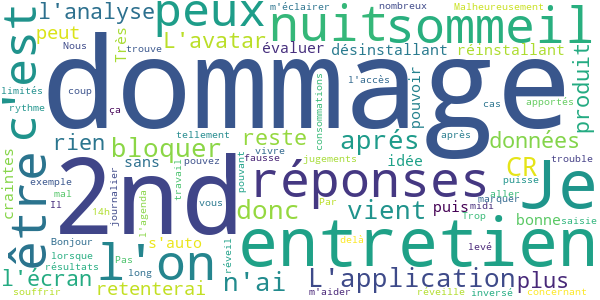 l'analyse peux nuit sommeil m'éclairer nombreux Malheureusement
peut Nous Très trouve L'avatar évaluer désinstallant réinstallant
c'est dommage l'accès produit
limités coup consommations pouvoir cas apportés
rythme ça
rien bloquer tellement reste aprés après données
craintes sans pouvez vivre idée trouble
être 2nd fausse jugements réponses CR puisse Je
exemple mal journalier travail pouvant vous aller marquer
Il 14h l'agenda donc Par vient puis midi bonne saisie
Bonjour l'on s'auto réveil entretien delà Trop levé
lorsque Pas
résultats long
l'écran retenterai n'ai L'application plus
souffrir m'aider réveille inversé concernant